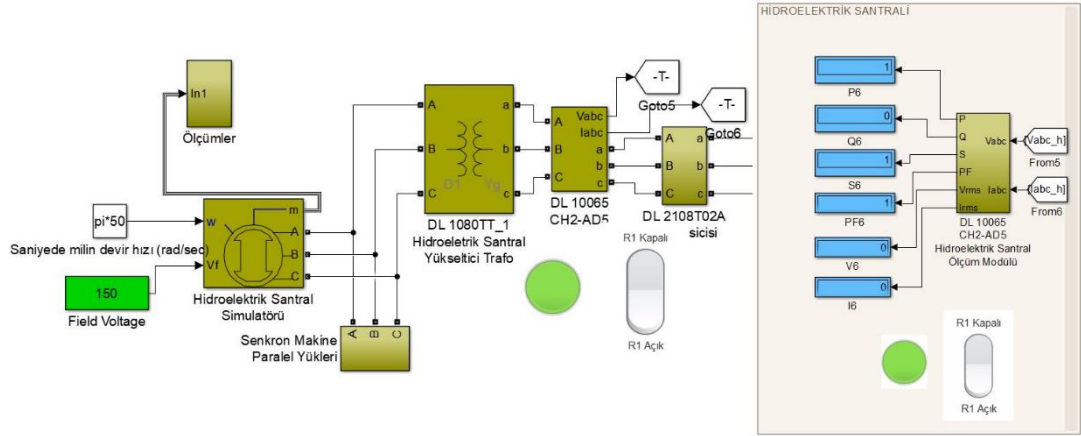 HİDROELEKTRİK SANTRALİ
In1
Ölçümler
pi*50
Saniyede milin devir hızı (rad/sec)
150
Field Voltage
w
Vf
m
A
B
C
Hidroelektrik Santral
Simulatörü
A
B
C
Senkron Makine
Paralel Yükleri
A
B
C
a
b
c
D1
Yg
DL 1080TT_1
Hidroeletrik Santral
Yükseltici Trafo
A
B
C
Vabc
Iabc
a
b
c
DL 10065
CH2-AD5
-T-
Goto5
-T-
Goto6
A
B
C
a
b
c
DL 2108T02A
sicisi
R1 Kapalı
R1 Açık
1
P6
0
Q6
1
S6
1
PF6
0
V6
0
I6
P
Q
S
PF
Vrms
Irms
Vabc
Iabc
DL 10065
CH2-AD5
Hidroelektrik Santral
Ölçüm Modülü
[Vabc_h]
From5
[Iabc_h]
From6
R1 Kapalı
R1 Açık